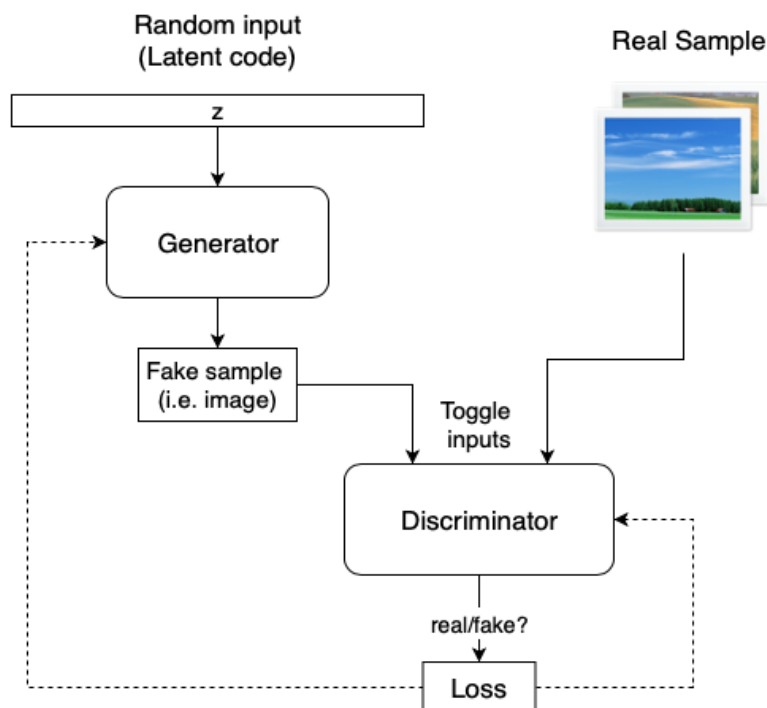 Random input
(Latent code)
Real Sample
z
Generator
Fake sample
(i.e. image)
Toggle
inputs
Discriminator
real/fake?
Loss